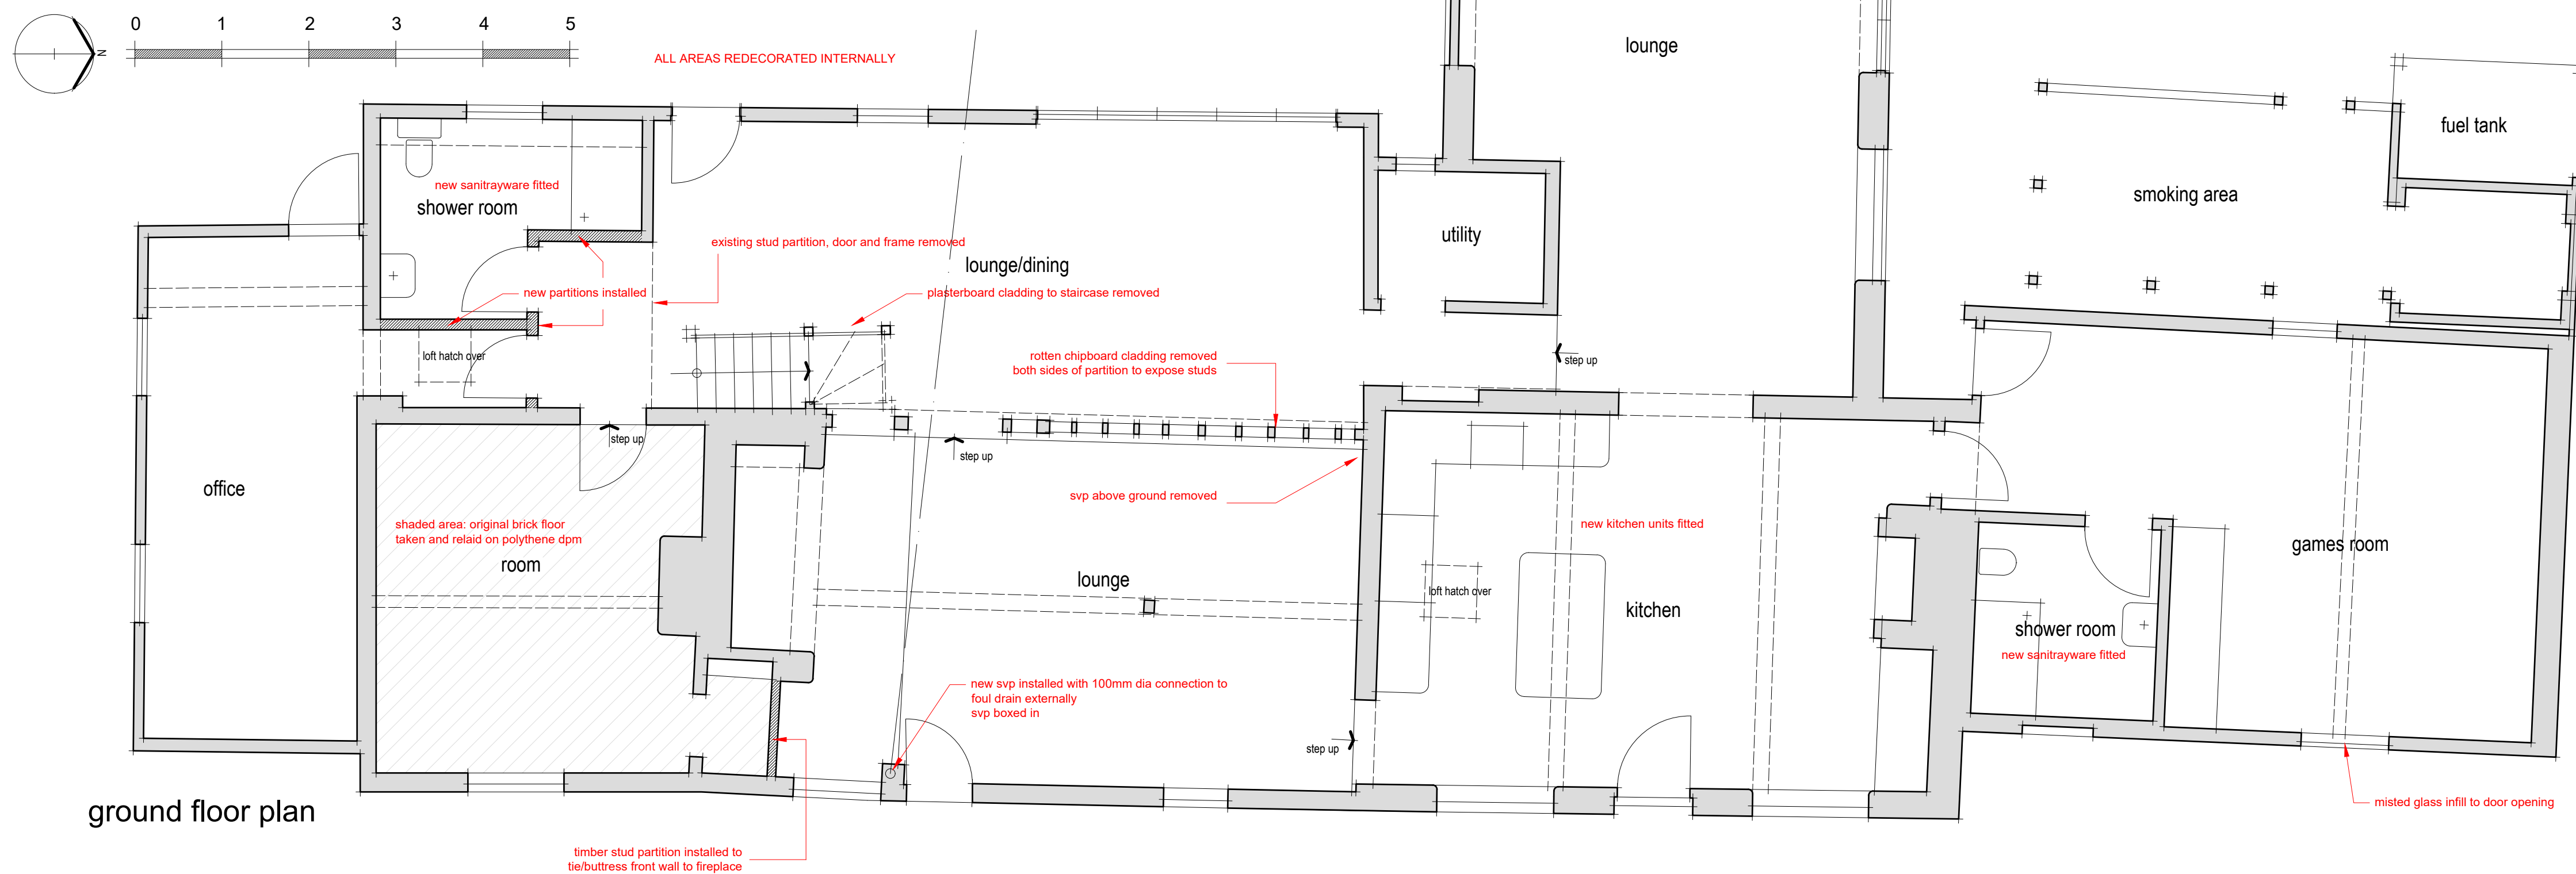 0 1 2 3 4 5
N
ALL AREAS REDECORATED INTERNALLY
lounge
fuel tank
smoking area
new sanitrayware fitted
shower room
utility
existing stud partition, door and frame removed
lounge/dining
new partitions installed
plasterboard cladding to staircase removed
loft hatch over
rotten chipboard cladding removed
both sides of partition to expose studs
step up
step up
step up
office
svp above ground removed
shaded area: original brick floor
taken and relaid on polythene dpm
room
new kitchen units fitted
games room
lounge
loft hatch over
kitchen
shower room
new sanitrayware fitted
new svp installed with 100mm dia connection to
foul drain externally
svp boxed in
step up
ground floor plan
misted glass infill to door opening
timber stud partition installed to
tie/buttress front wall to fireplace